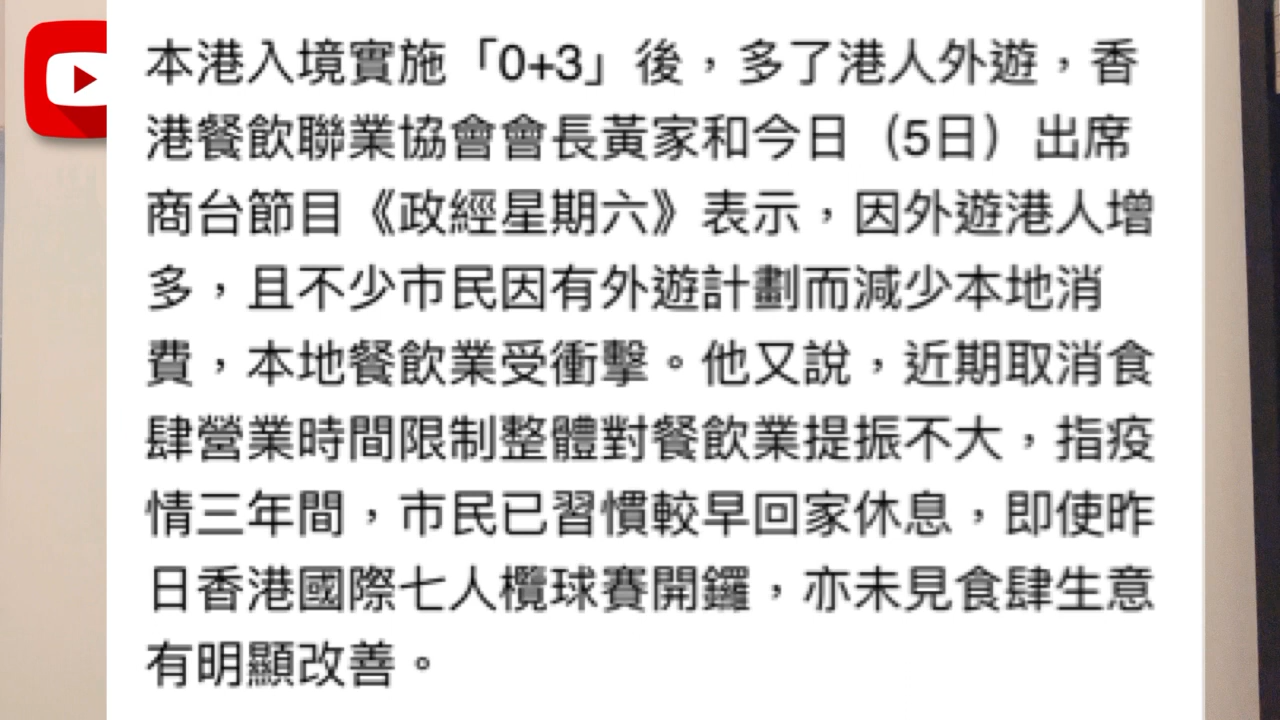 本港入境實施「0+3」後，多了港人外遊，香
港餐飲聯業協會會長黃家和今日（5日）出席
商台節目《政經星期六》表示，因外遊港人增
多，且不少市民因有外遊計劃而減少本地消
費，本地餐飲業受衝擊。他又說，近期取消食
肆營業時間限制整體對餐飲業提振不大，指疫
情三年間，市民已習慣較早回家休息，即使昨
日香港國際七人欖球賽開鑼，亦未見食肆生意
有明顯改善。